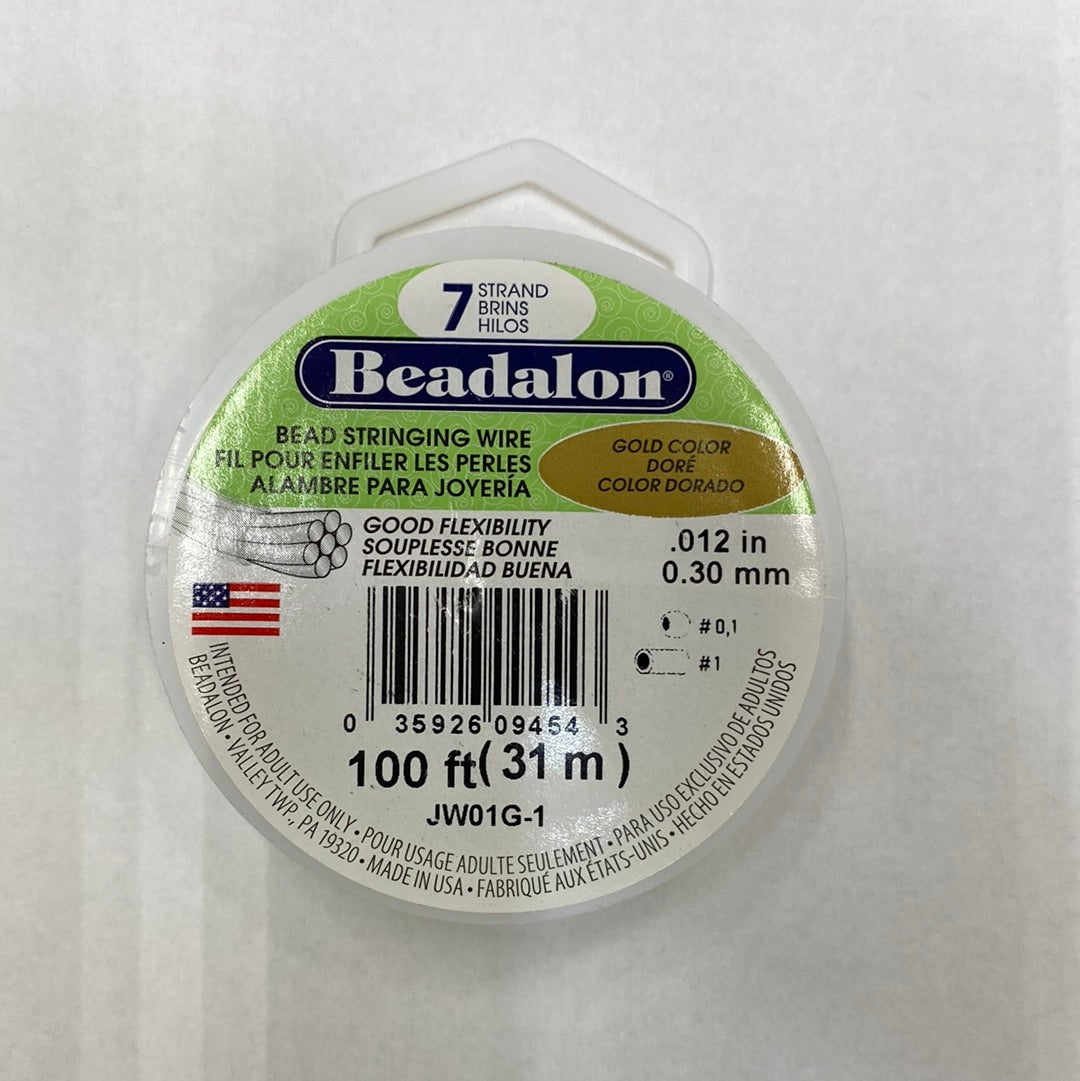 7 STRAND
BRINS
HILOS
Beadalon®
BEAD STRINGING WIRE
FIL POUR ENFILER LES PERLES
ALAMBRE PARA JOYERÍA
GOLD COLOR
DORÉ
COLOR DORADO
GOOD FLEXIBILITY
SOUPLESSE BONNE
FLEXIBILIDAD BUENA
.012 in
0.30 mm
#0,1
#1
0 35926 09454 3
100 ft (31 m)
JW01G-1
INTENDED FOR ADULT USE ONLY • POUR USAGE ADULTE SEULEMENT • PARA USO EXCLUSIVO DE ADULTOS
BEADALON • VALLEY TWP., PA 19320 • MADE IN USA • FABRIQUÉ AUX ÉTATS-UNIS • HECHO EN ESTADOS UNIDOS